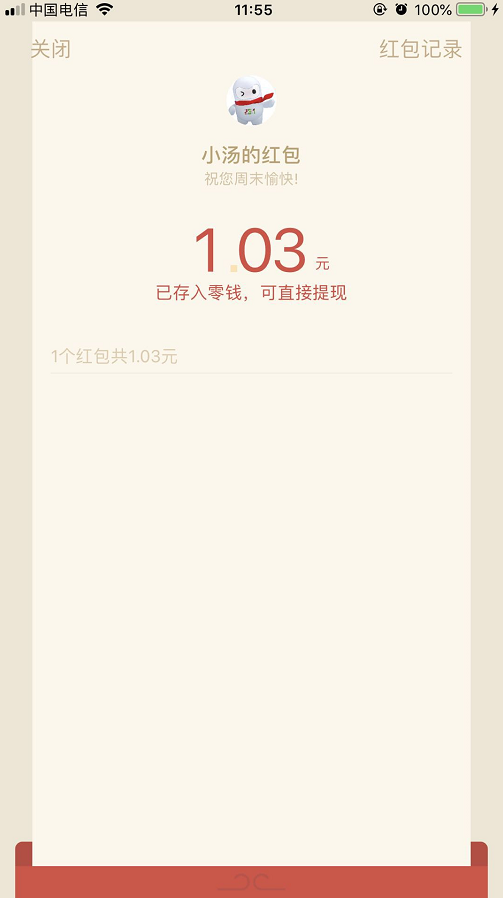 中国电信 11:55 100%
关闭 红包记录
小汤的红包
祝您周末愉快!
1.03 元
已存入零钱，可直接提现
1个红包共1.03元